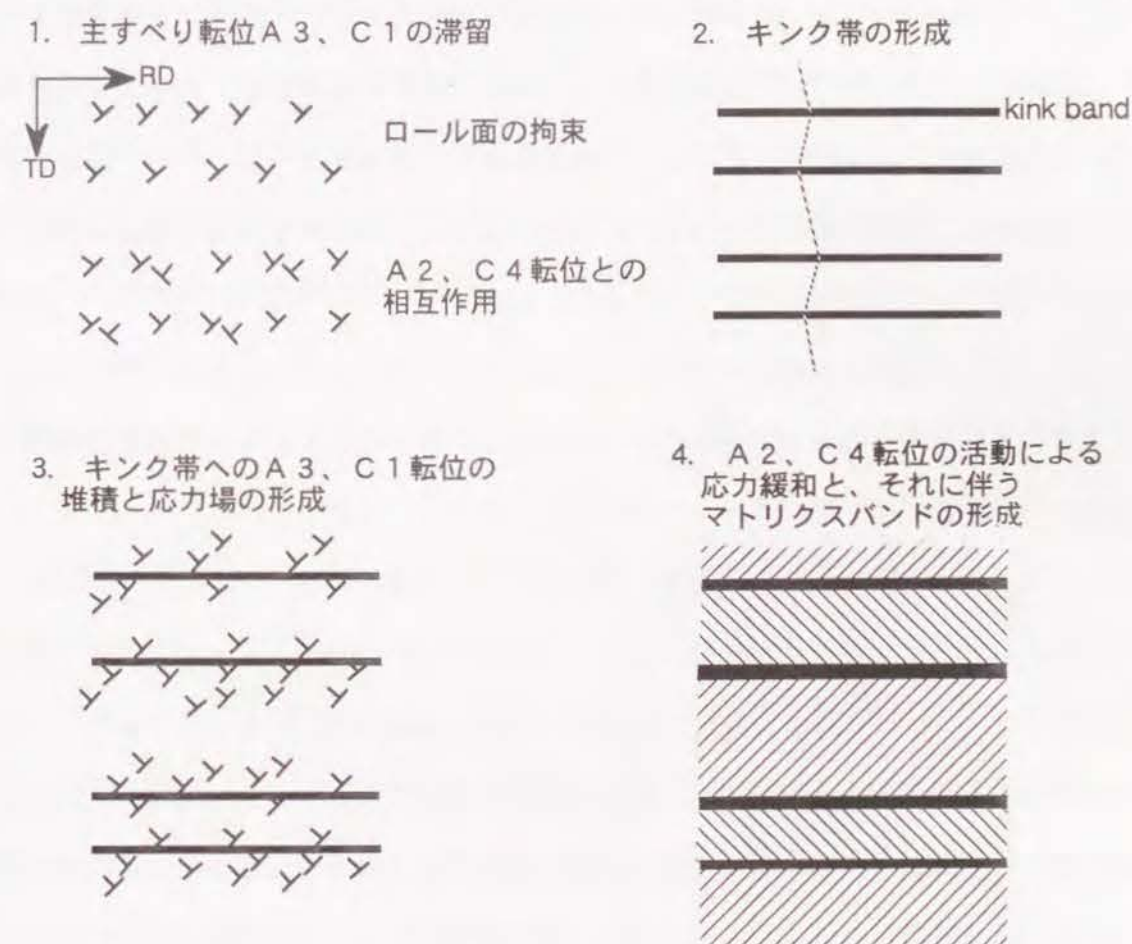 1. 主すべり転位A3、C1の滞留
RD
TD
ロール面の拘束
A2、C4転位との
相互作用
2. キンク帯の形成
kink band
3. キンク帯へのA3、C1転位の
堆積と応力場の形成
4. A2、C4転位の活動による
応力緩和と、それに伴う
マトリクスバンドの形成